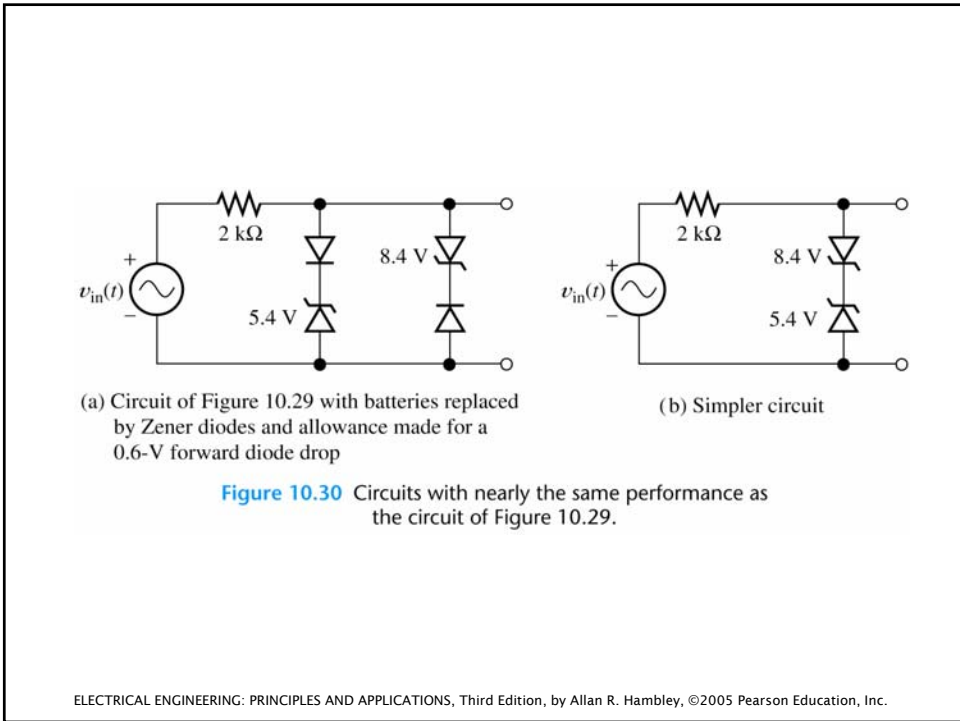 2 kΩ
8.4 V
+
v_in(t)
−
5.4 V
2 kΩ
8.4 V
+
v_in(t)
−
5.4 V
(a) Circuit of Figure 10.29 with batteries replaced
by Zener diodes and allowance made for a
0.6-V forward diode drop
(b) Simpler circuit
Figure 10.30 Circuits with nearly the same performance as
the circuit of Figure 10.29.
ELECTRICAL ENGINEERING: PRINCIPLES AND APPLICATIONS, Third Edition, by Allan R. Hambley, ©2005 Pearson Education, Inc.